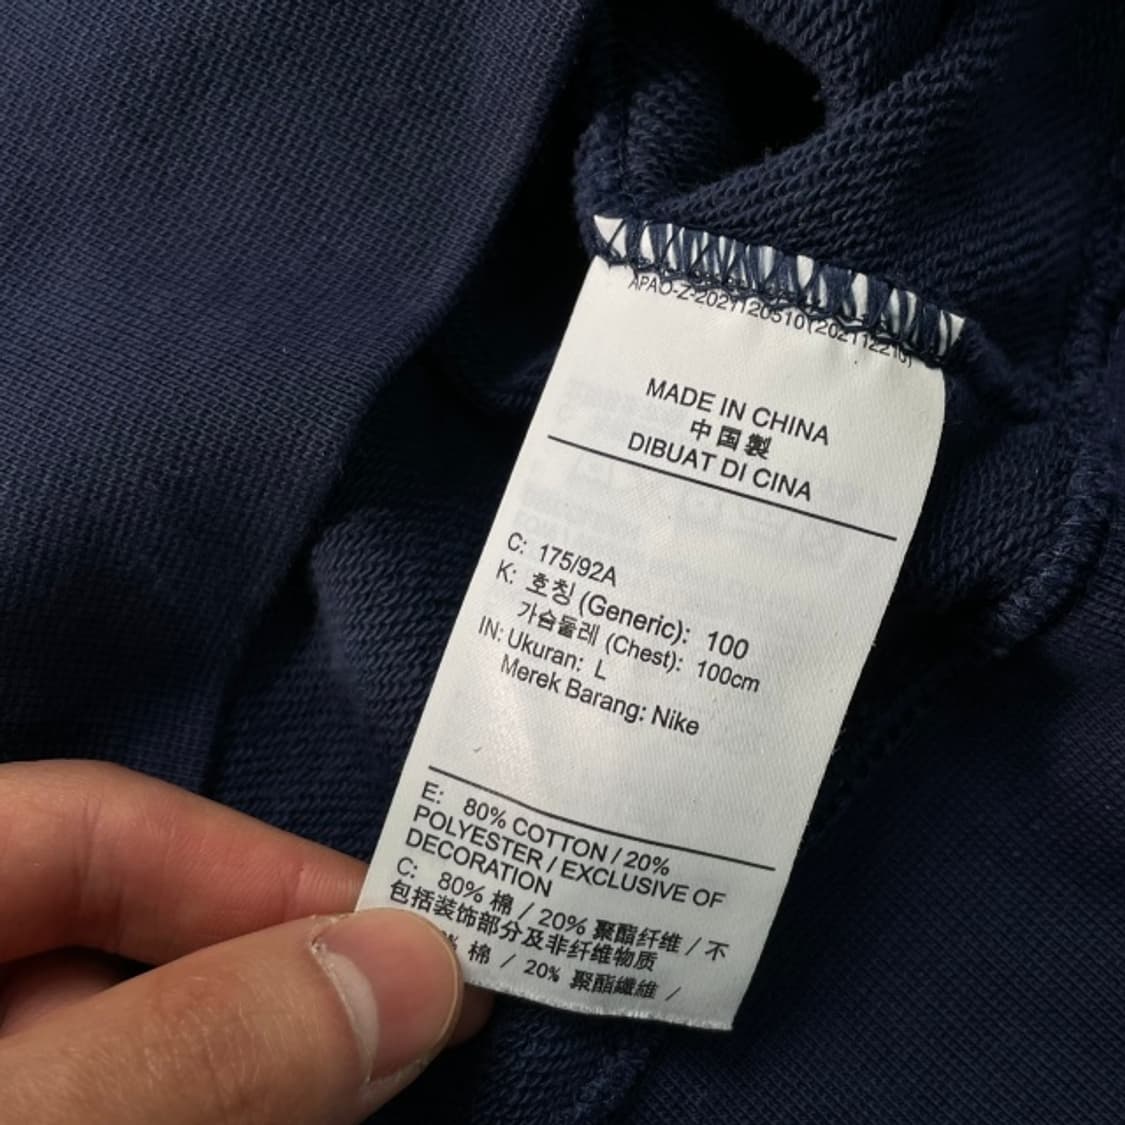 MADE IN CHINA
中国製
DIBUAT DI CINA
C: 175/92A
K: 호칭 (Generic): 100
가슴둘레 (Chest): 100cm
IN: Ukuran: L
Merek Barang: Nike
E: 80% COTTON / 20%
POLYESTER / EXCLUSIVE OF
DECORATION
C: 80% 棉 / 20% 聚酯纤维 / 不
包括装饰部分及非纤维物质
% 棉 / 20% 聚酯纖維 /